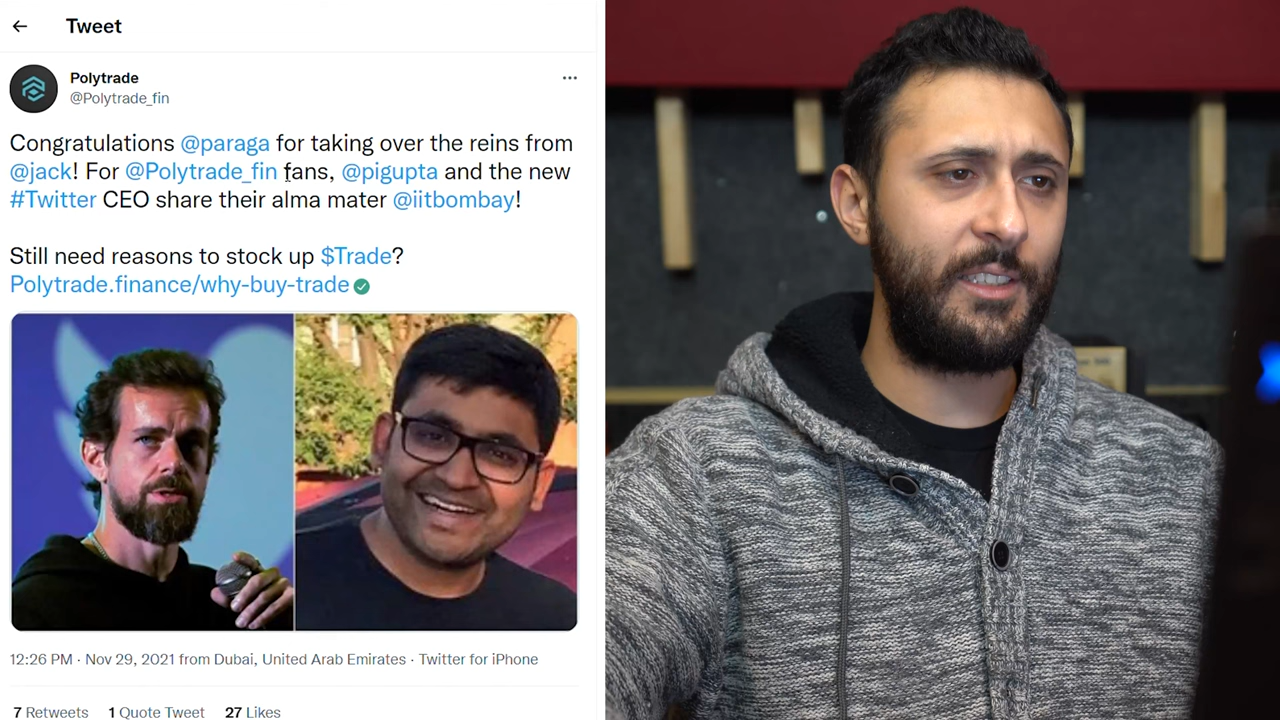 Tweet
Polytrade
@Polytrade_fin
Congratulations @paraga for taking over the reins from
@jack! For @Polytrade_fin fans, @pigupta and the new
#Twitter CEO share their alma mater @iitbombay!
Still need reasons to stock up $Trade?
Polytrade.finance/why-buy-trade
12:26 PM · Nov 29, 2021 from Dubai, United Arab Emirates · Twitter for iPhone
7 Retweets 1 Quote Tweet 27 Likes